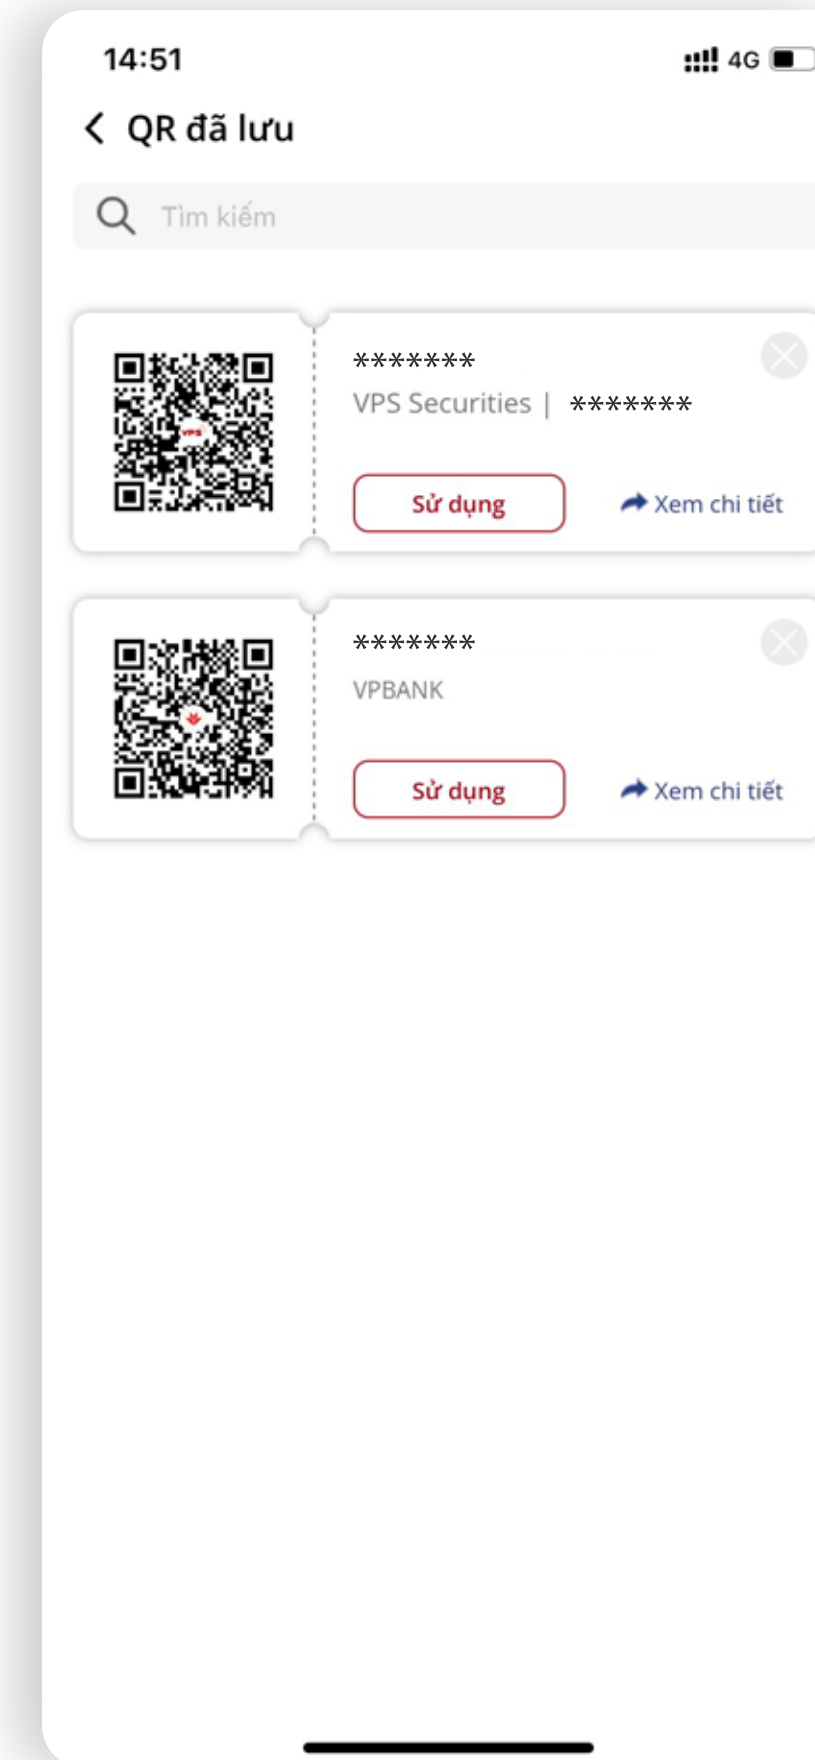 14:51 4G
QR đã lưu
Tìm kiếm
*******
VPS Securities | *******
VPS
Sử dụng Xem chi tiết
*******
VPBANK
Sử dụng Xem chi tiết